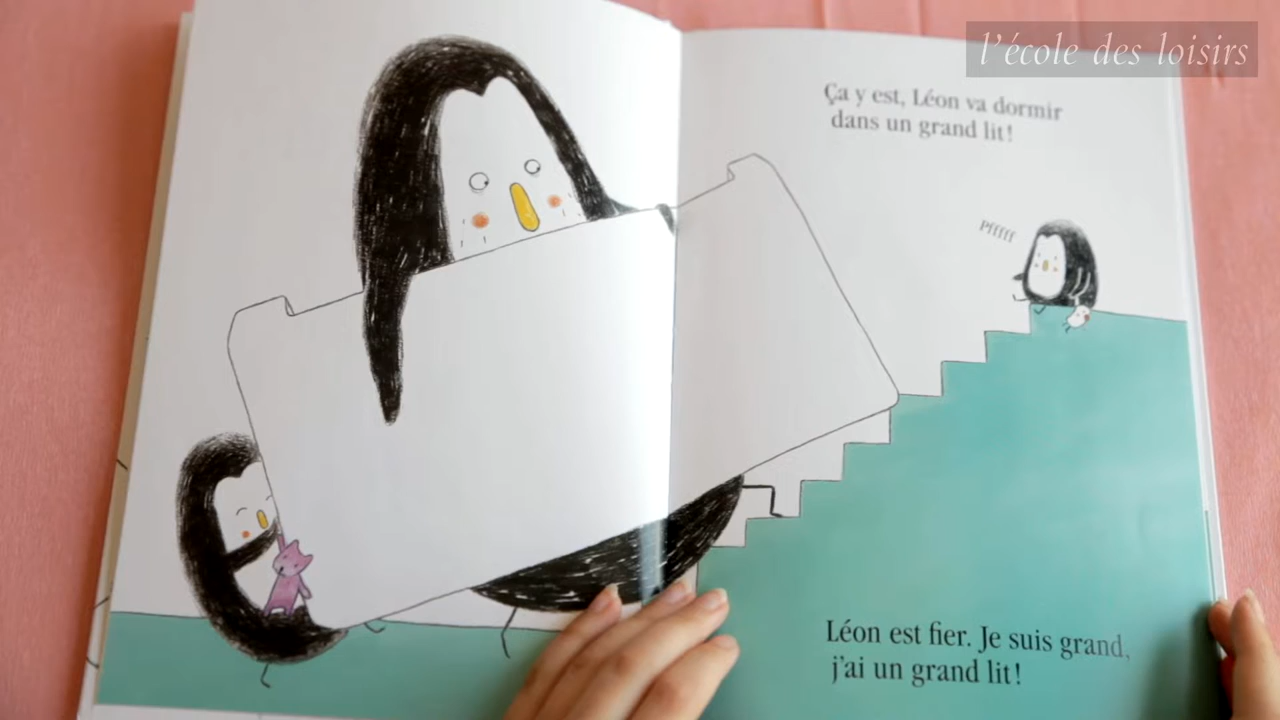 l'école des loisirs
Ça y est, Léon va dormir
dans un grand lit !
Pfffff
Léon est fier. Je suis grand,
j'ai un grand lit !